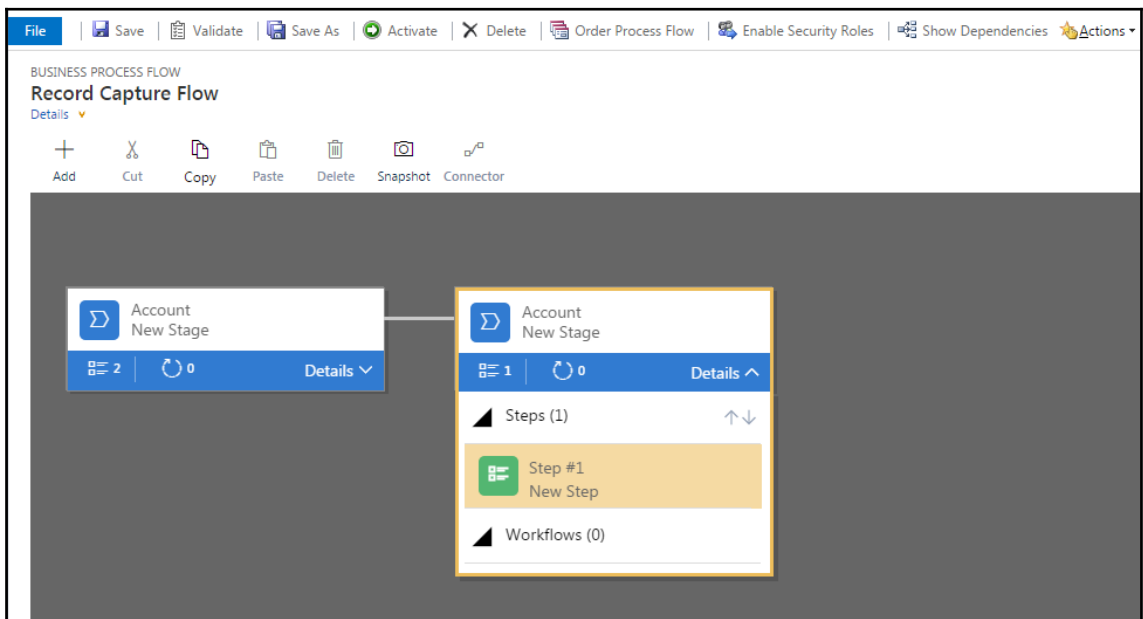 File Save Validate Save As Activate Delete Order Process Flow Enable Security Roles Show Dependencies Actions
BUSINESS PROCESS FLOW
Record Capture Flow
Details
Add Cut Copy Paste Delete Snapshot Connector
Account
New Stage
2 0 Details
Account
New Stage
1 0 Details
Steps (1)
Step #1
New Step
Workflows (0)